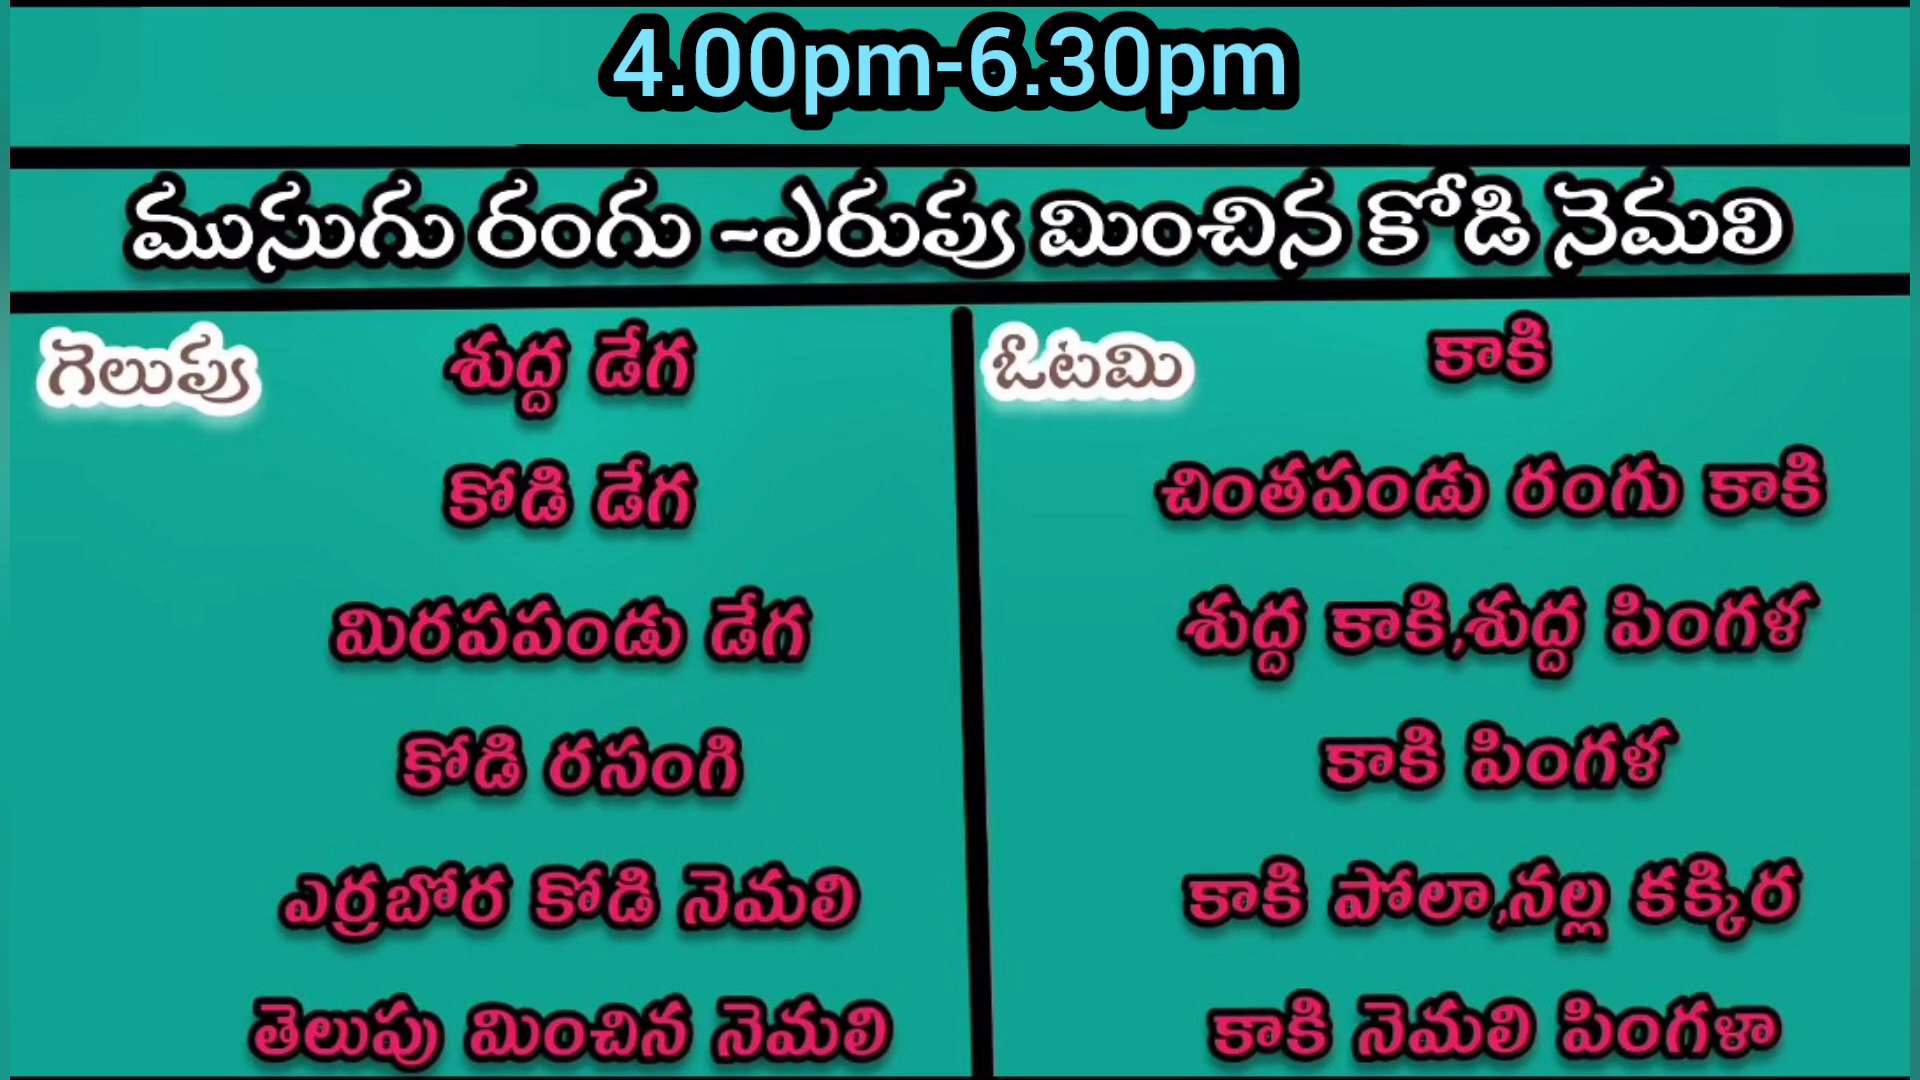 4.00pm-6.30pm
ముసుగు రంగు -ఎరుపు మించిన కోడి నెమలి
గెలుపు
శుద్ధ డేగ
కోడి డేగ
మిరపపండు డేగ
కోడి రసంగి
ఎర్రబోర కోడి నెమలి
తెలుపు మించిన నెమలి
ఓటమి
కాకి
చింతపండు రంగు కాకి
శుద్ధ కాకి,శుద్ధ పింగళ
కాకి పింగళ
కాకి పోలా,నల్ల కక్కిర
కాకి నెమలి పింగళా